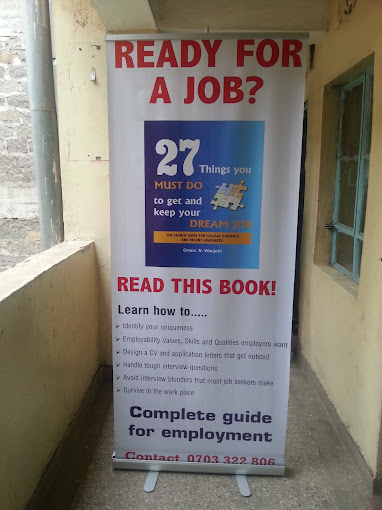 READY FOR
A JOB?
27 Things you
MUST DO
to get and
keep your
DREAM JOB
JOB SEARCH GUIDE FOR COLLEGE STUDENTS
AND RECENT GRADUATES
Grace. N. Wanjohi
READ THIS BOOK!
Learn how to.....
➢ Identify your uniqueness
➢ Employability Values, Skills and Qualities employers want
➢ Design a CV and application letters that get noticed
➢ Handle tough interview questions
➢ Avoid interview blunders that most job seekers make
➢ Survive in the work place
Complete guide
for employment
Contact 0703 322 806